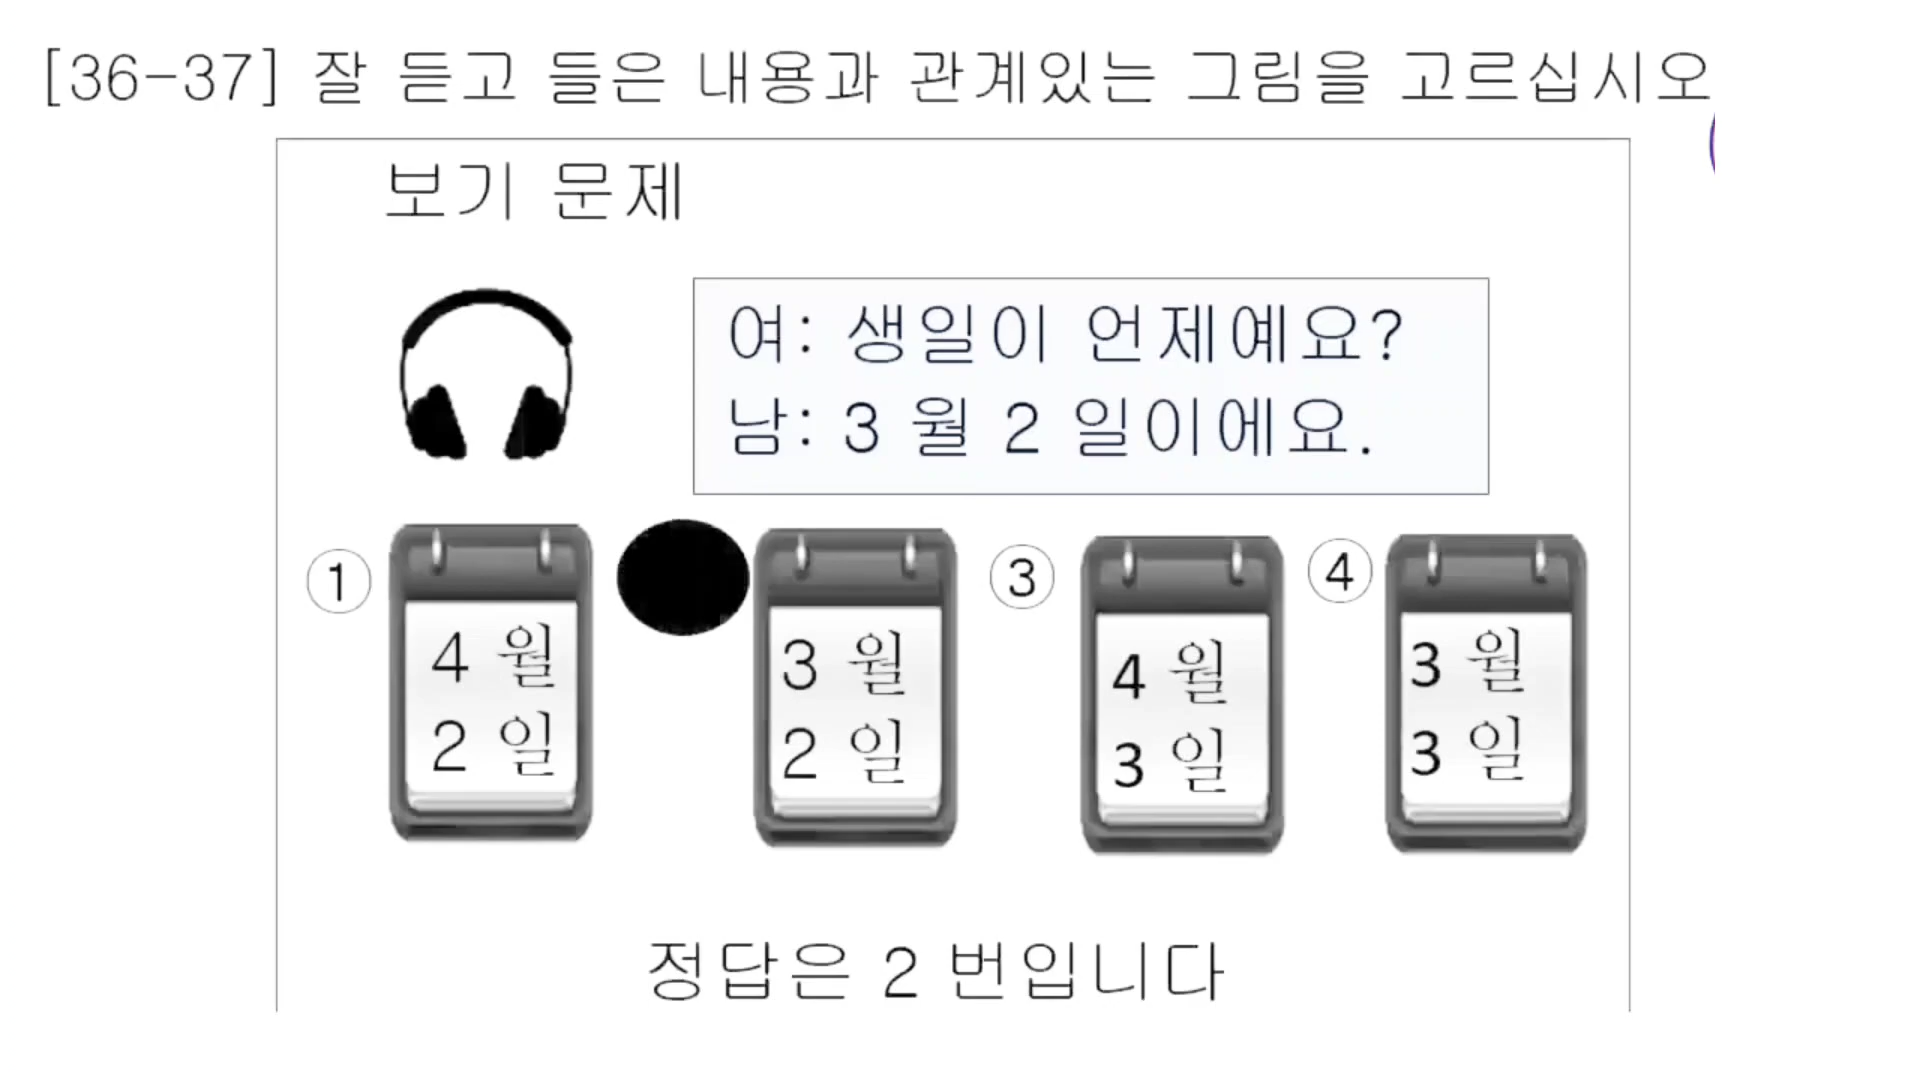 [36-37] 잘 듣고 들은 내용과 관계있는 그림을 고르십시오
보기 문제
여: 생일이 언제예요?
남: 3 월 2 일이에요.
①
4 월
2 일
3 월
2 일
③
4 월
3 일
④
3 월
3 일
정답은 2 번입니다